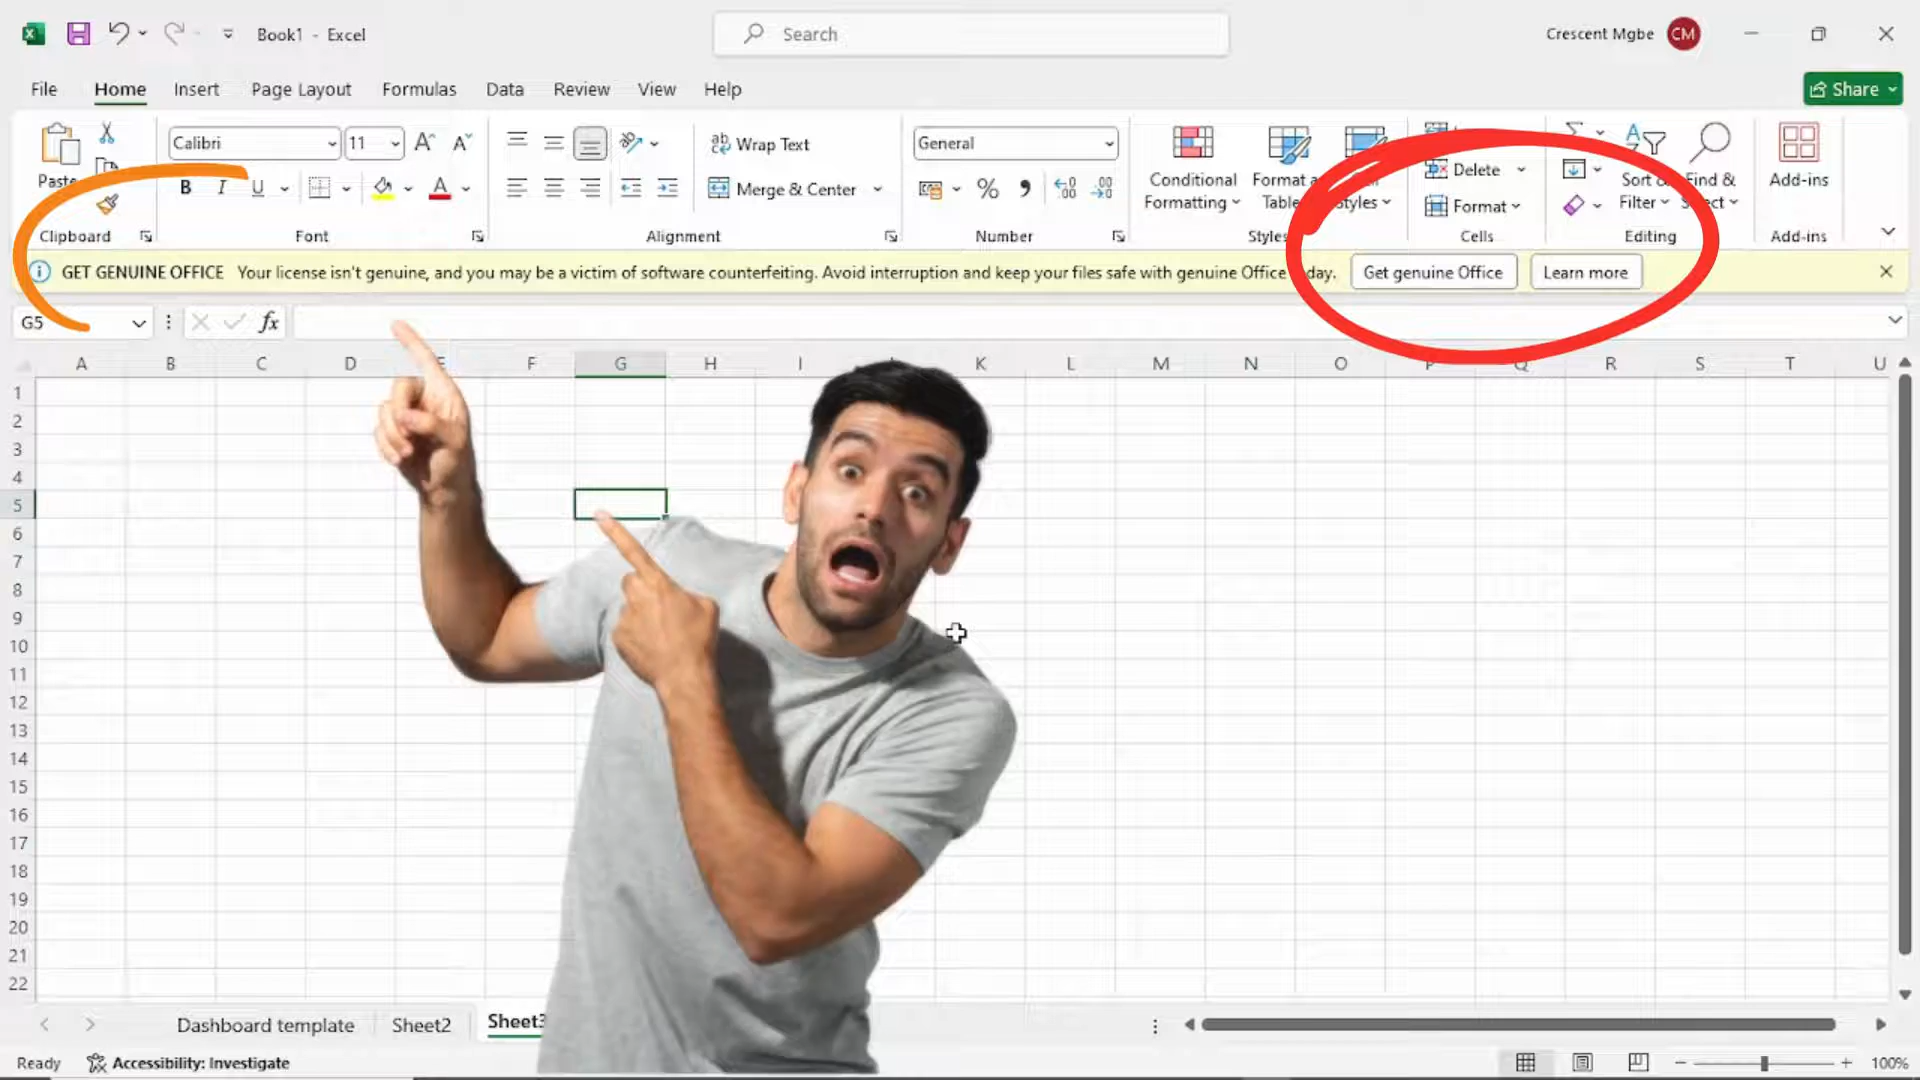 Book1 - Excel
Search
Crescent Mgbe
CM
File Home Insert Page Layout Formulas Data Review View Help
Share
Paste
Calibri 11
B I U A
Wrap Text
Merge & Center
General
%
Conditional
Formatting
Delete
Format
Filter
Add-ins
Clipboard Font Alignment Number Styles Cells Editing Add-ins
GET GENUINE OFFICE Your license isn't genuine, and you may be a victim of software counterfeiting. Avoid interruption and keep your files safe with genuine Office
Get genuine Office
Learn more
G5
fx
A B C D E F G H I K L M N O P Q R S T U
1
2
3
4
5
6
7
8
9
10
11
12
13
14
15
16
17
18
19
20
21
22
Dashboard template Sheet2 Sheet3
Ready Accessibility: Investigate
100%